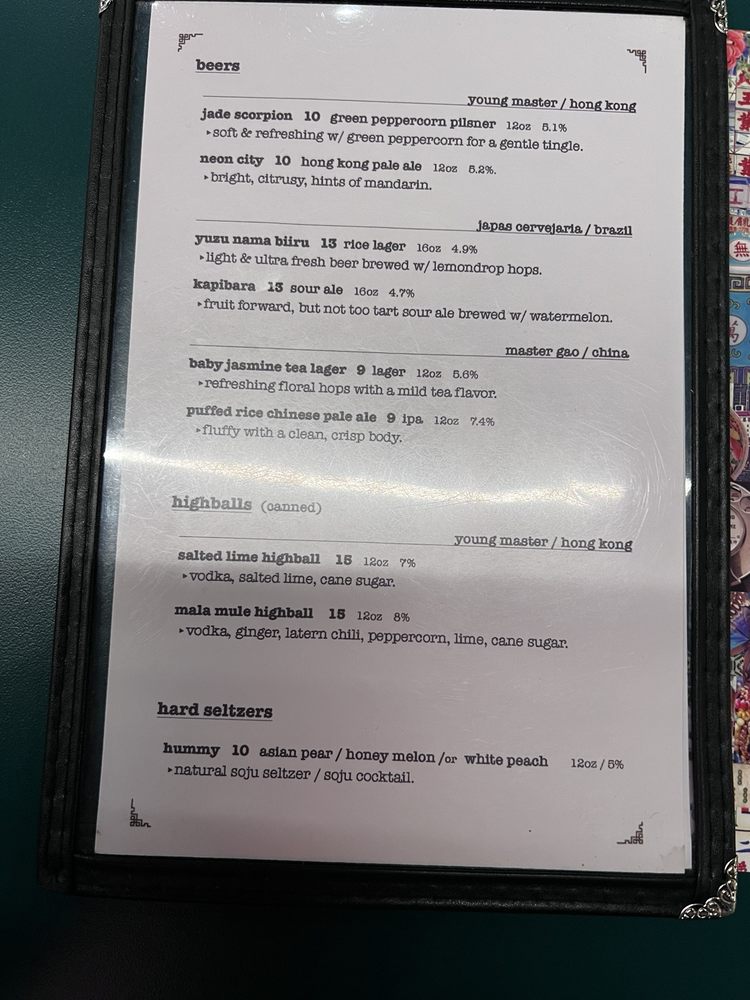 beers
young master / hong kong
jade scorpion 10 green peppercorn pilsner 12oz 5.1%
▸soft & refreshing w/ green peppercorn for a gentle tingle.
neon city 10 hong kong pale ale 12oz 5.2%.
▸bright, citrusy, hints of mandarin.
japas cervejaria / brazil
yuzu nama biiru 13 rice lager 16oz 4.9%
▸light & ultra fresh beer brewed w/ lemondrop hops.
kapibara 13 sour ale 16oz 4.7%
▸fruit forward, but not too tart sour ale brewed w/ watermelon.
master gao / china
baby jasmine tea lager 9 lager 12oz 5.6%
▸refreshing floral hops with a mild tea flavor.
puffed rice chinese pale ale 9 ipa 12oz 7.4%
▸fluffy with a clean, crisp body.
highballs (canned)
young master / hong kong
salted lime highball 15 12oz 7%
▸vodka, salted lime, cane sugar.
mala mule highball 15 12oz 8%
▸vodka, ginger, latern chili, peppercorn, lime, cane sugar.
hard seltzers
hummy 10 asian pear / honey melon /or white peach 12oz / 5%
▸natural soju seltzer / soju cocktail.
無
萬